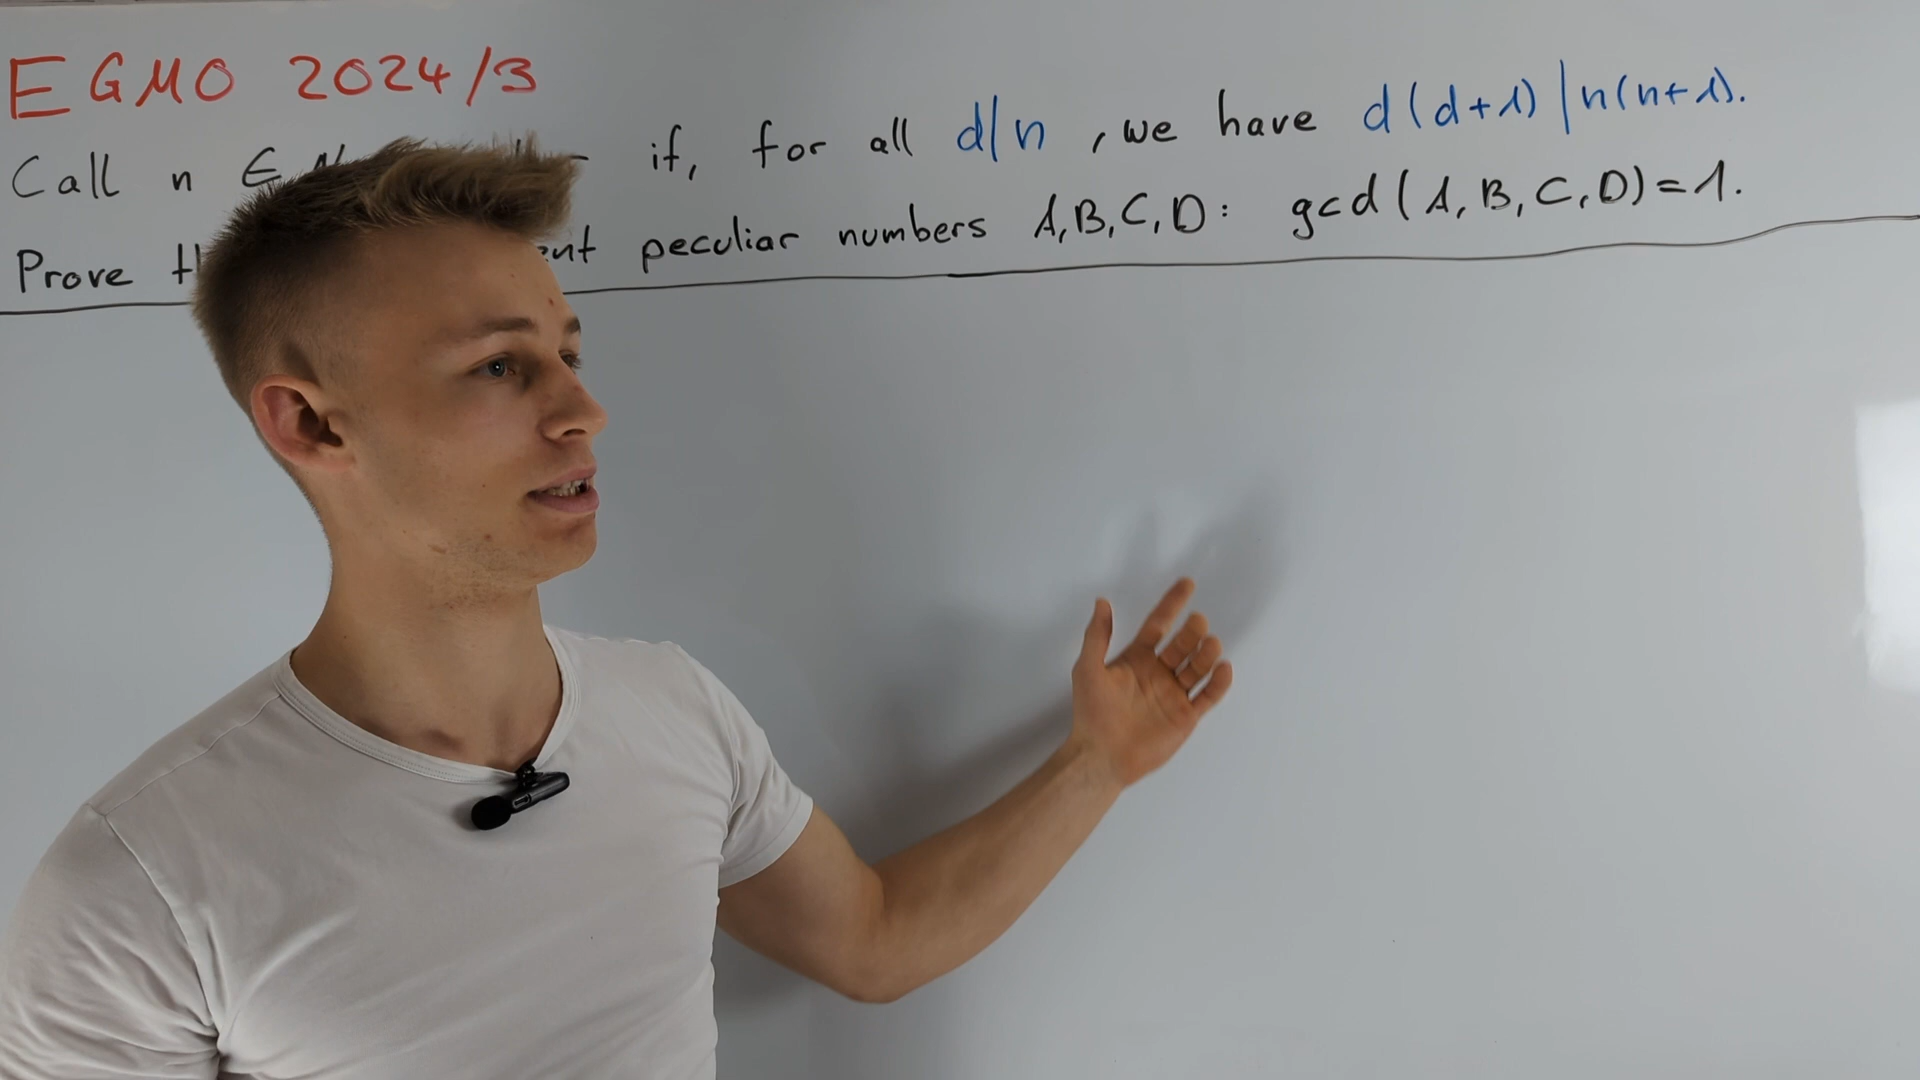 EGMO 2024/3
Call n ∈ if, for all d|n, we have d(d+1)|n(n+1).
Prove peculiar numbers A,B,C,D: gcd(A,B,C,D)=1.